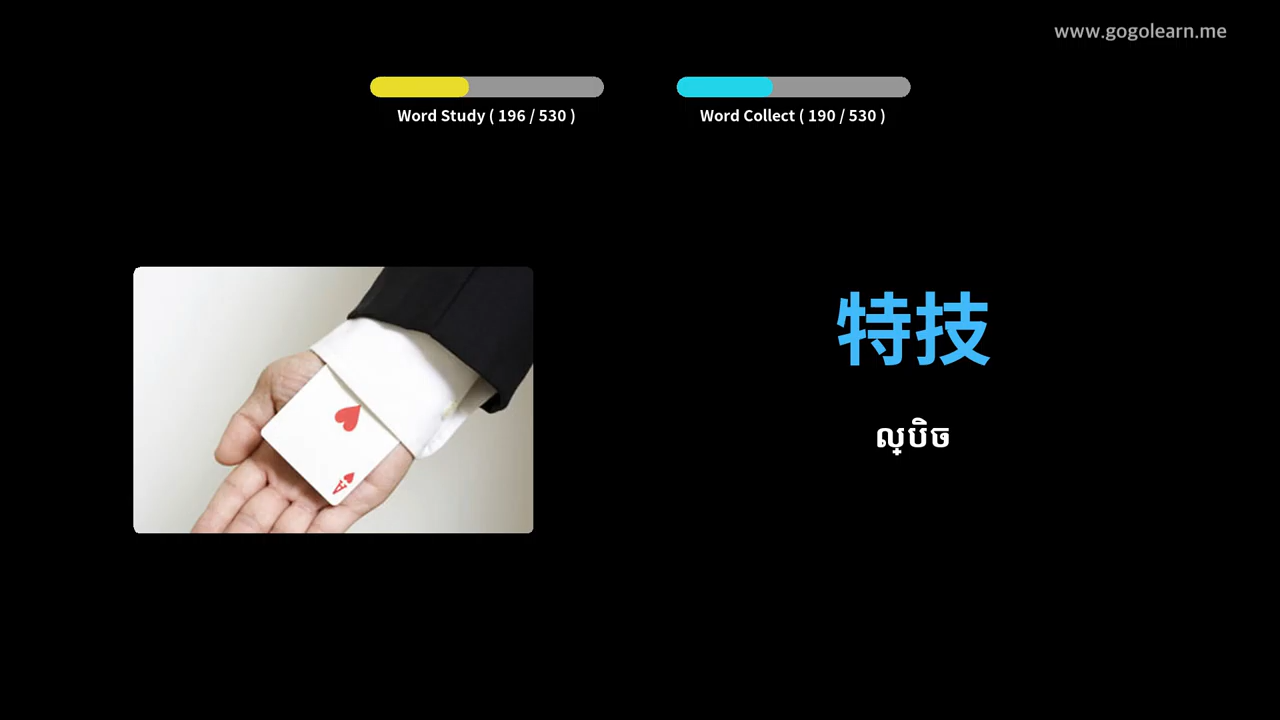 www.gogolearn.me
Word Study ( 196 / 530 )
Word Collect ( 190 / 530 )
特技
ល្បិច
A